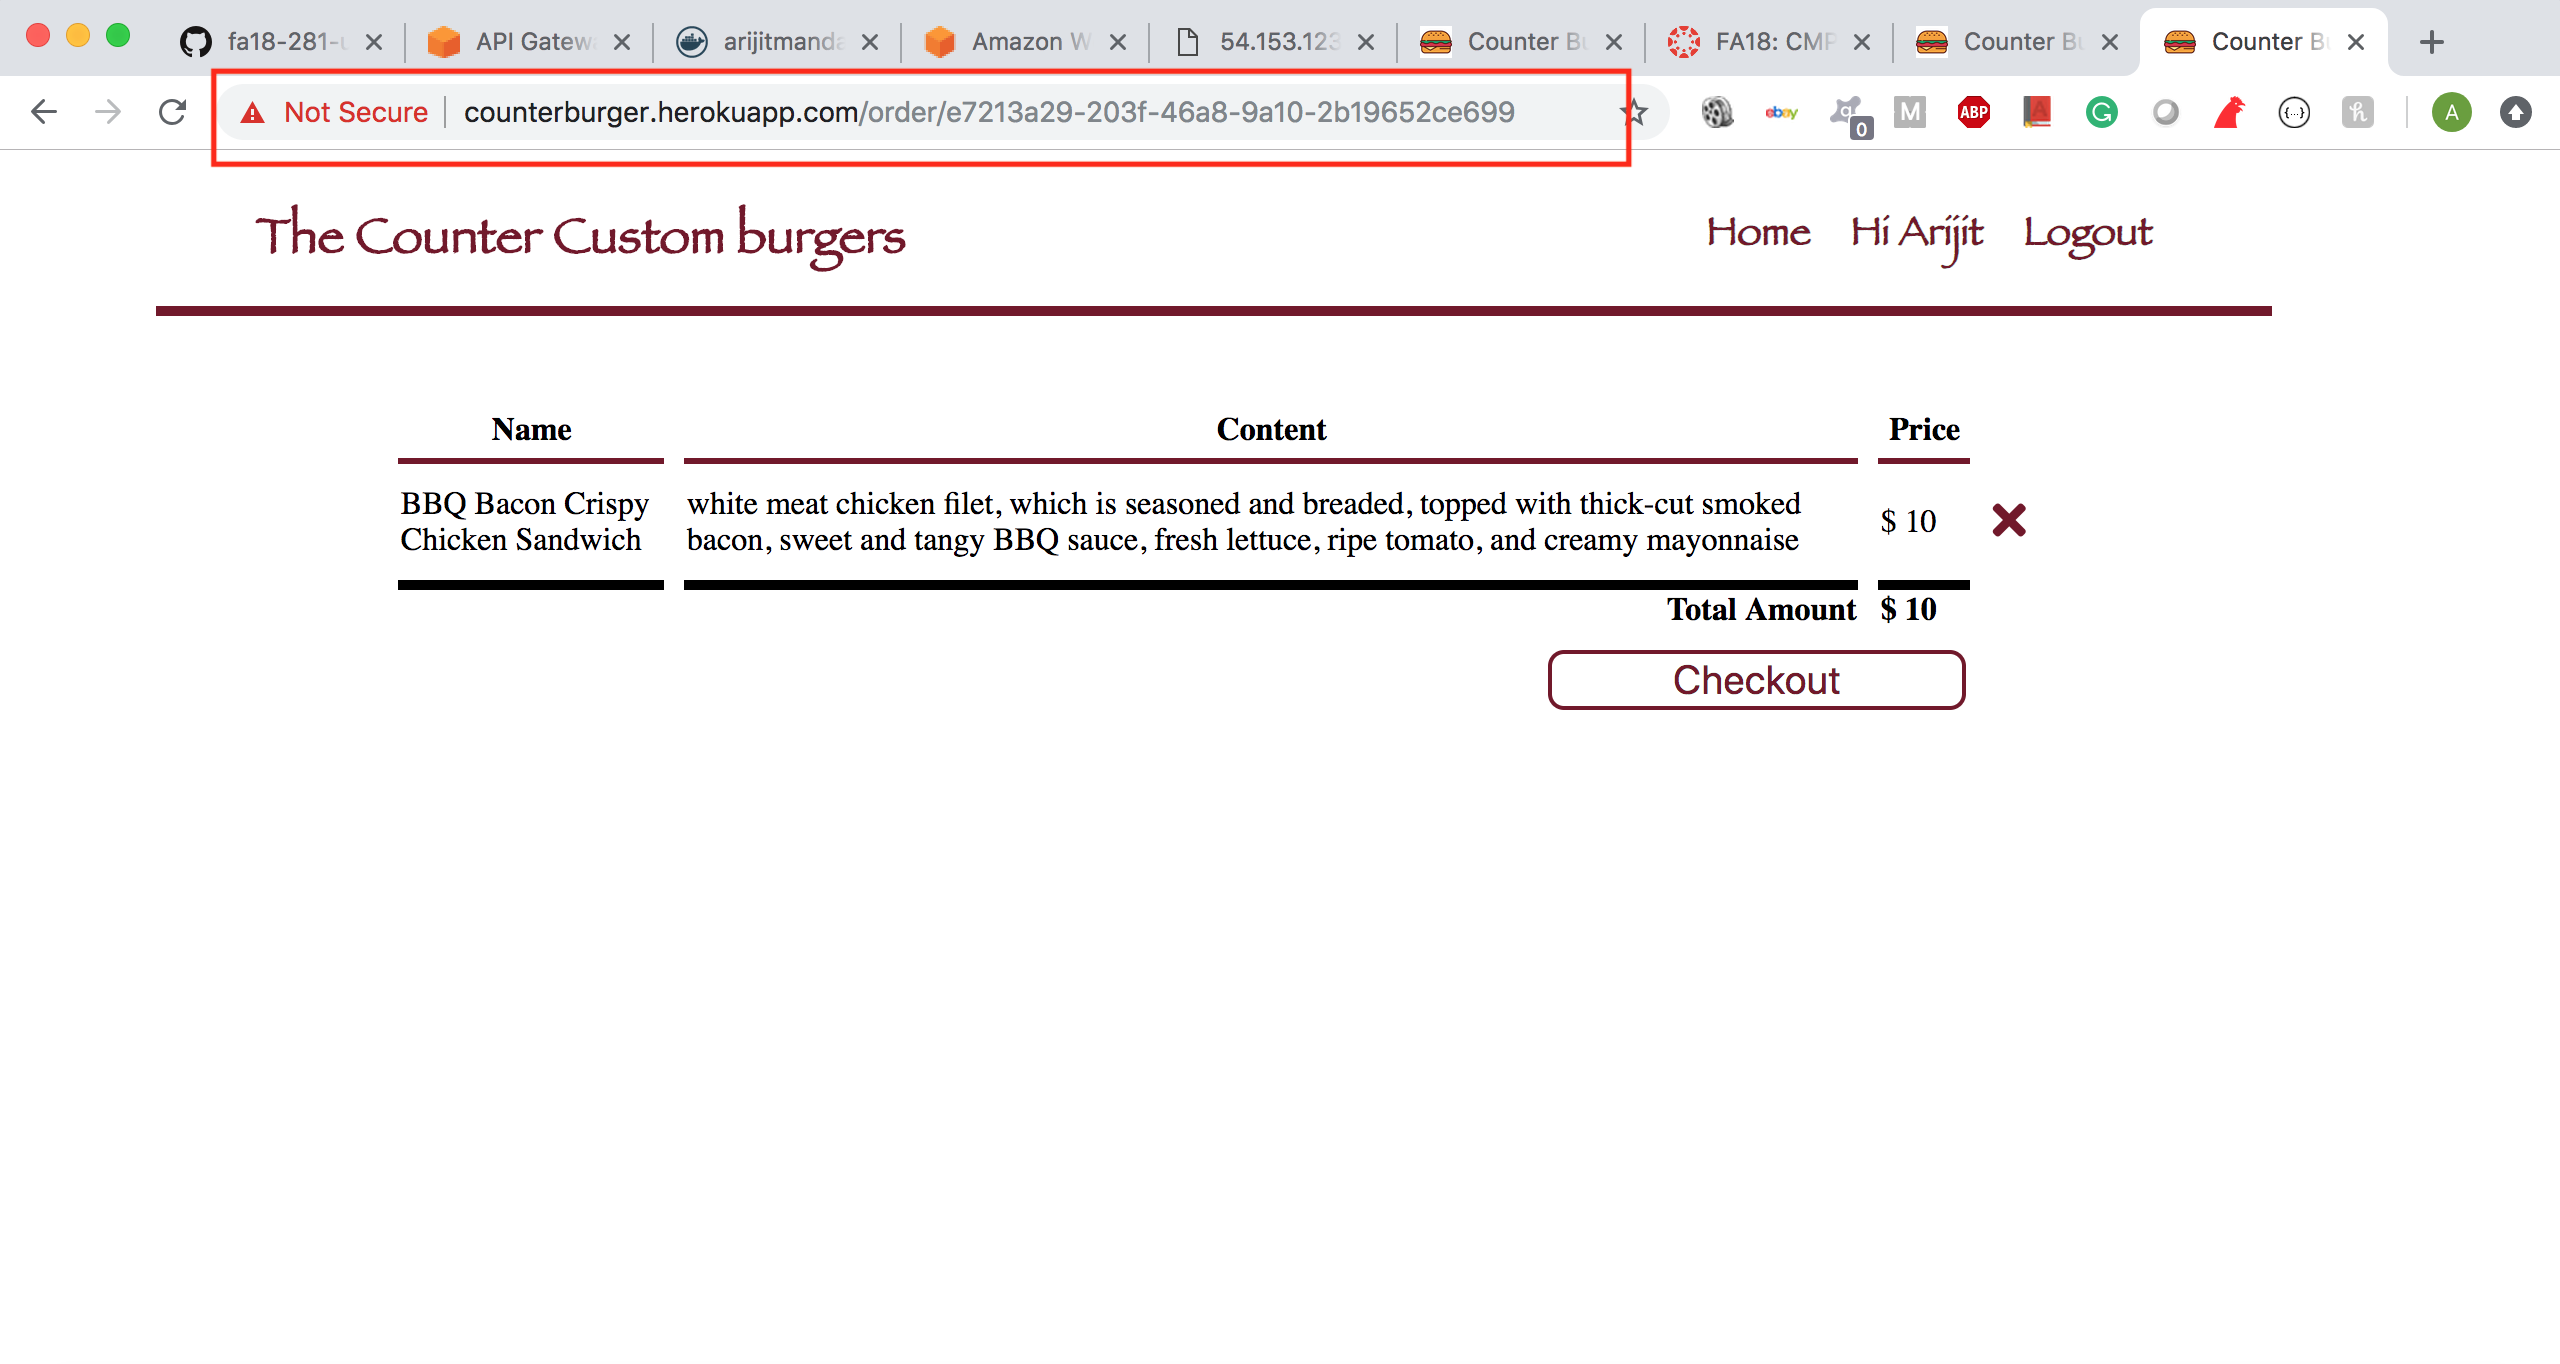 fa18-281- API Gatew arijitmanda Amazon W 54.153.123 Counter B FA18: CMP Counter B Counter B
Not Secure counterburger.herokuapp.com/order/e7213a29-203f-46a8-9a10-2b19652ce699 ebay 0 M ABP A G {...} h A
The Counter Custom burgers Home Hi Arijit Logout
Name Content Price
BBQ Bacon Crispy white meat chicken filet, which is seasoned and breaded, topped with thick-cut smoked
Chicken Sandwich bacon, sweet and tangy BBQ sauce, fresh lettuce, ripe tomato, and creamy mayonnaise $ 10
Total Amount $ 10
Checkout